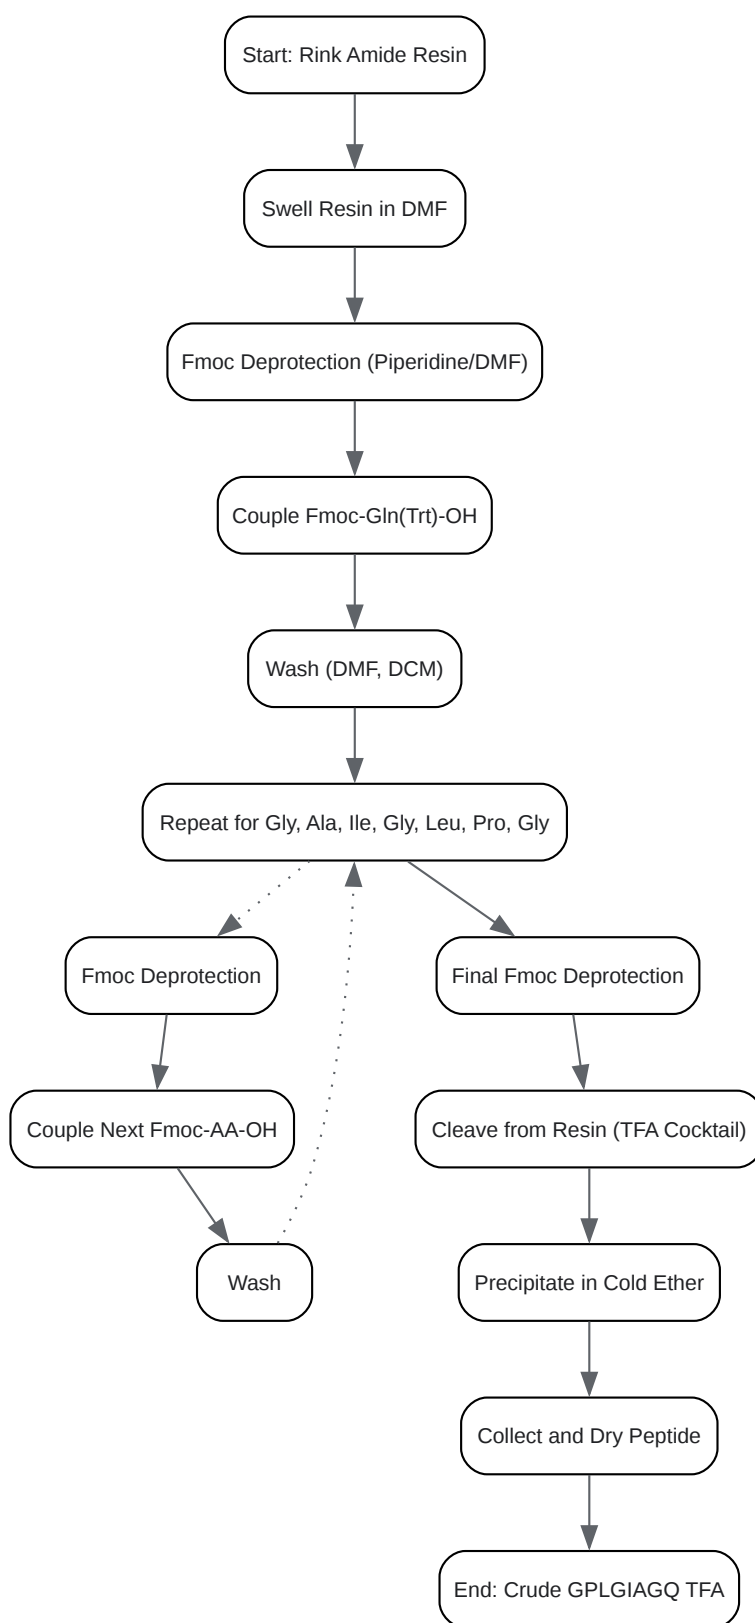 Start: Rink Amide Resin
Swell Resin in DMF
Fmoc Deprotection (Piperidine/DMF)
Couple Fmoc-Gln(Trt)-OH
Wash (DMF, DCM)
Repeat for Gly, Ala, Ile, Gly, Leu, Pro, Gly
Fmoc Deprotection
Final Fmoc Deprotection
Couple Next Fmoc-AA-OH
Cleave from Resin (TFA Cocktail)
Wash
Precipitate in Cold Ether
Collect and Dry Peptide
End: Crude GPLGIAGQ TFA